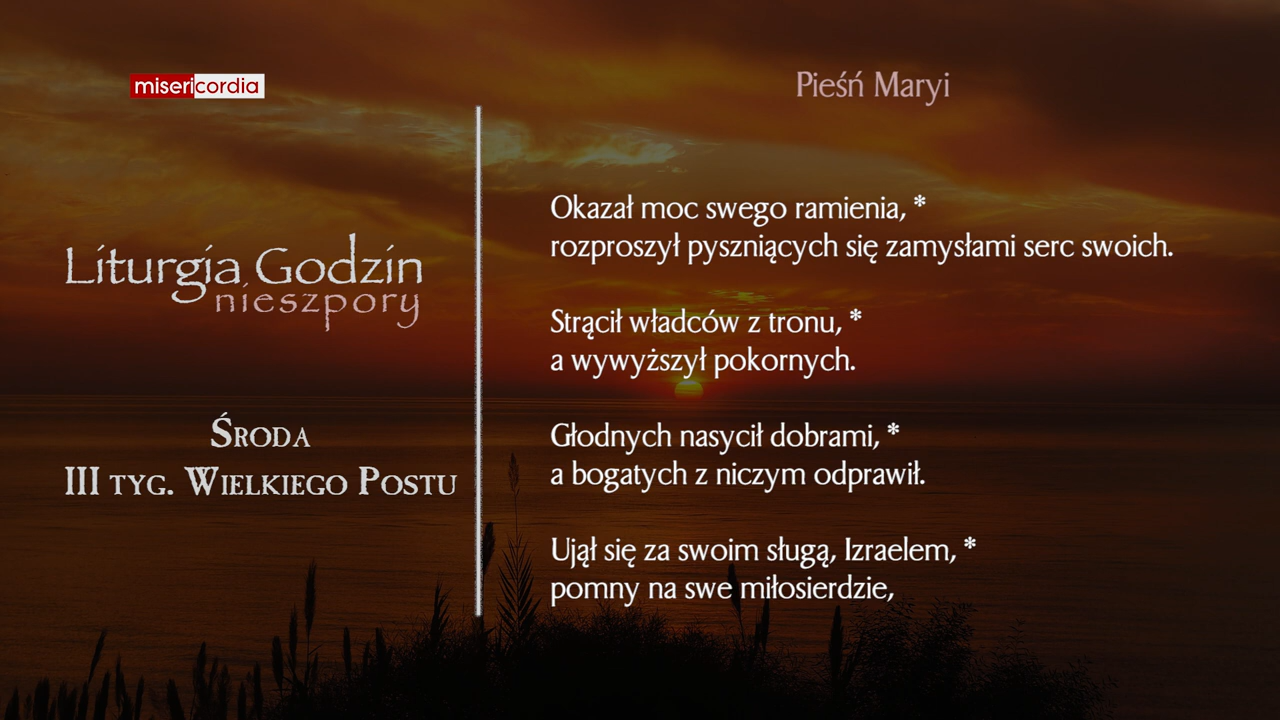 misericordia
Liturgia Godzin
nieszpory
Środa
III tyg. Wielkiego Postu
Pieśń Maryi
Okazał moc swego ramienia, *
rozproszył pyszniących się zamysłami serc swoich.
Strącił władców z tronu, *
a wywyższył pokornych.
Głodnych nasycił dobrami, *
a bogatych z niczym odprawił.
Ujął się za swoim sługą, Izraelem, *
pomny na swe miłosierdzie,